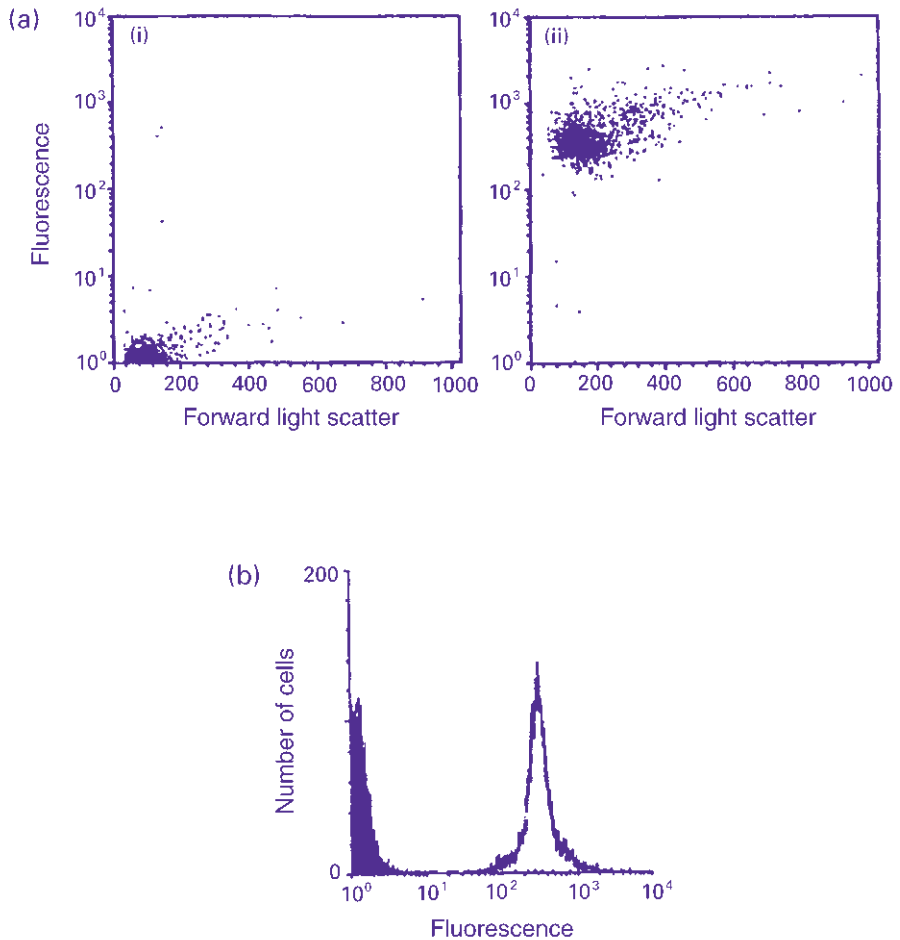 (a)
(i)
(ii)
10⁴
10³
10²
10¹
10⁰
Fluorescence
0 200 400 600 800 1000
Forward light scatter
10⁴
10³
10²
10¹
10⁰
0 200 400 600 800 1000
Forward light scatter
(b)
200
Number of cells
0
10⁰ 10¹ 10² 10³ 10⁴
Fluorescence